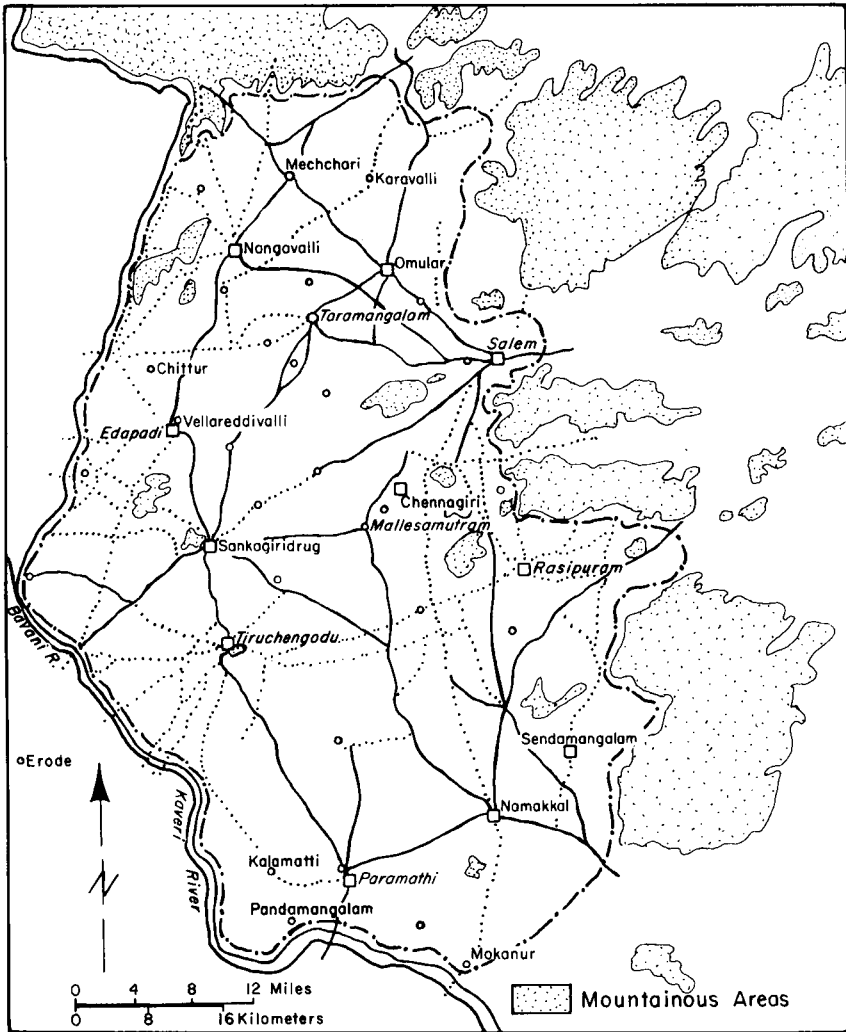 Mechchari
Karavalli
Nongavalli
Omular
Taramangalam
Salem
Chittur
Vellareddivalli
Edapadi
Chennagiri
Mallesamutram
Sankagiridrug
Rasipuram
Bavani R.
Tiruchengodu
Sendamangalam
Erode
Namakkal
Kaveri
River
N
Kalamatti
Paramathi
Pandamangalam
Mokanur
0 4 8 12 Miles
0 8 16 Kilometers
Mountainous Areas